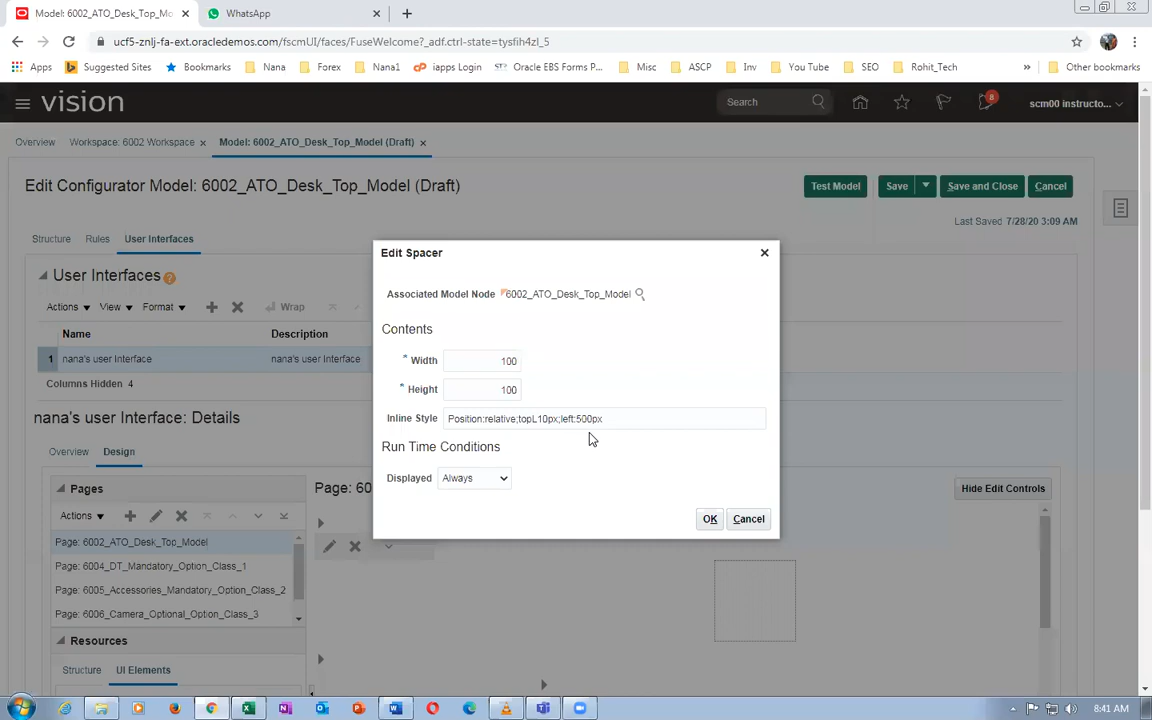 Model: 6002_ATO_Desk_Top_Mo
WhatsApp
ucf5-znlj-fa-ext.oracledemos.com/fscmUI/faces/FuseWelcome?_adf.ctrl-state=tysfih4zl_5
Apps Suggested Sites Bookmarks Nana Forex Nana1 iapps Login Oracle EBS Forms P... Misc ASCP Inv You Tube SEO Rohit_Tech » Other bookmarks
vision Search 8 scm00 instructo...
Overview Workspace: 6002 Workspace Model: 6002_ATO_Desk_Top_Model (Draft)
Edit Configurator Model: 6002_ATO_Desk_Top_Model (Draft) Test Model Save Save and Close Cancel
Last Saved 7/28/20 3:09 AM
Structure Rules User Interfaces
User Interfaces
Actions View Format Wrap
Name Description
1 nana's user Interface nana's user Interface
Columns Hidden 4
nana's user Interface: Details
Overview Design
Pages
Actions
Page: 6002_ATO_Desk_Top_Model
Page: 6004_DT_Mandatory_Option_Class_1
Page: 6005_Accessories_Mandatory_Option_Class_2
Page: 6006_Camera_Optional_Option_Class_3
Resources
Structure UI Elements
Page: 60
Hide Edit Controls
Edit Spacer
Associated Model Node 6002_ATO_Desk_Top_Model
Contents
* Width 100
* Height 100
Inline Style Position:relative;topL10px;left:500px
Run Time Conditions
Displayed Always
OK Cancel
8:41 AM